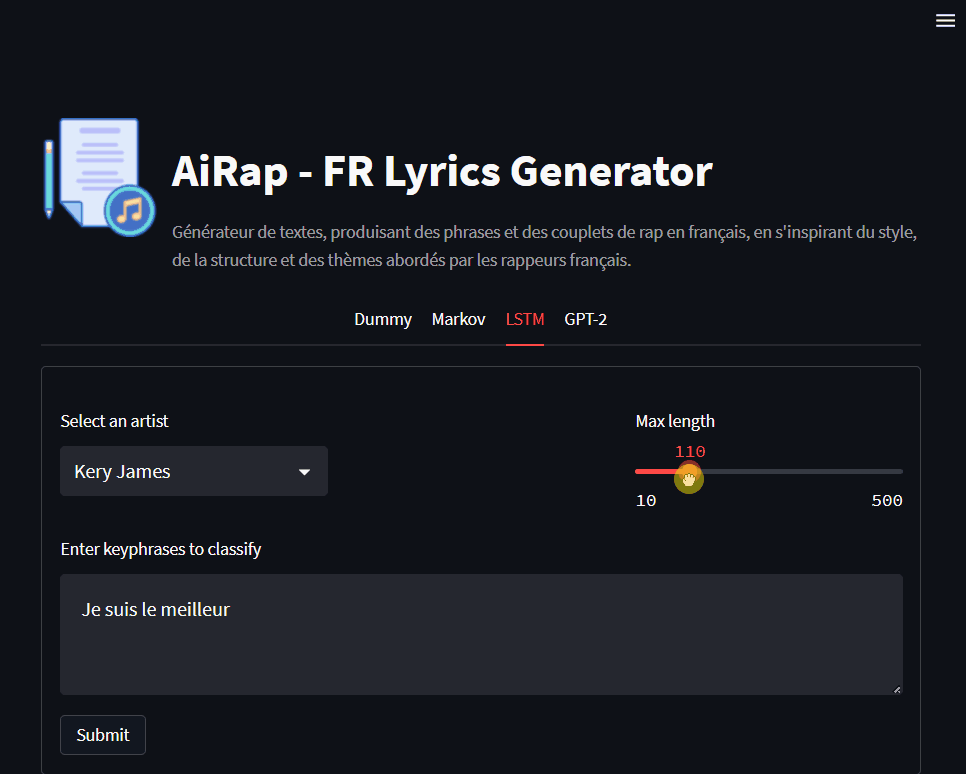 AiRap - FR Lyrics Generator
Générateur de textes, produisant des phrases et des couplets de rap en français, en s'inspirant du style,
de la structure et des thèmes abordés par les rappeurs français.
Dummy Markov LSTM GPT-2
Select an artist
Max length
110
Kery James
10 500
Enter keyphrases to classify
Je suis le meilleur
Submit